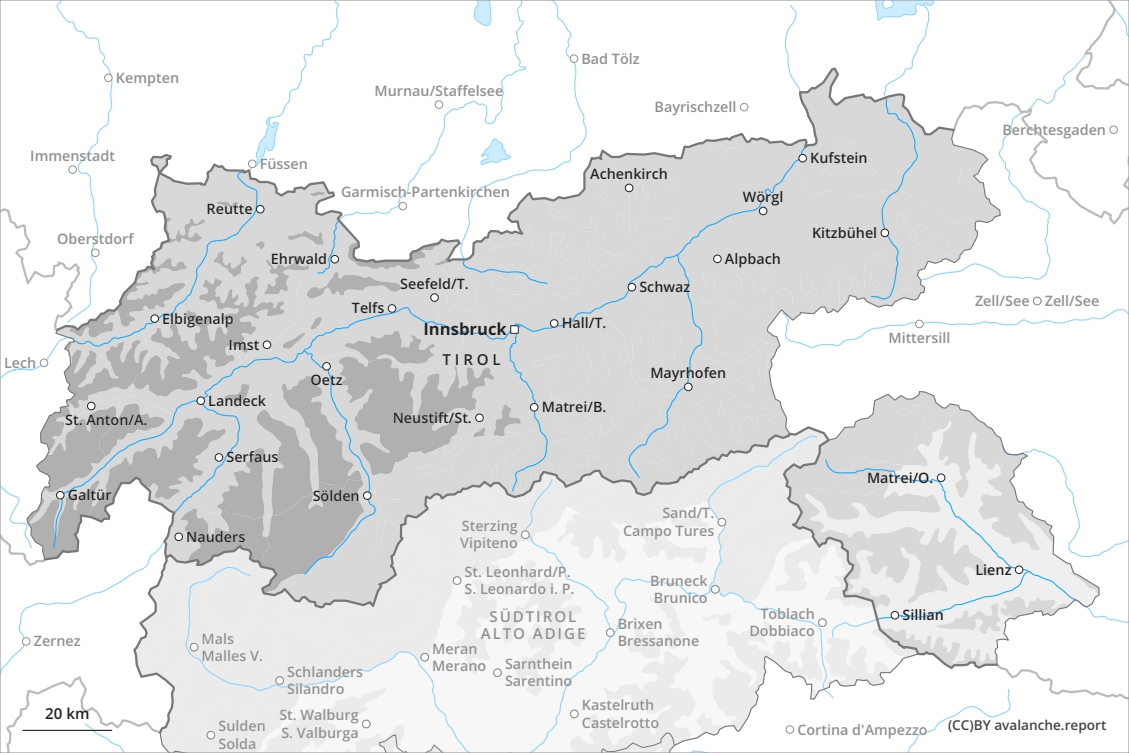 Kempten
Bad Tölz
Murnau/Staffelsee
Bayrischzell
Berchtesgaden
Immenstadt
Füssen
Kufstein
Achenkirch
Garmisch-Partenkirchen
Wörgl
Reutte
Kitzbühel
Oberstdorf
Ehrwald
Alpbach
Seefeld/T.
Schwaz
Zell/See
Zell/See
Telfs
Elbigenalp
Innsbruck
Hall/T.
Mittersill
Imst
TIROL
Lech
Oetz
Mayrhofen
Landeck
Matrei/B.
St. Anton/A.
Neustift/St.
Serfaus
Matrei/O.
Galtür
Sölden
Sand/T.
Campo Tures
Sterzing
Vipiteno
Nauders
Lienz
St. Leonhard/P.
S. Leonardo i. P.
Bruneck
Brunico
SÜDTIROL
ALTO ADIGE
Sillian
Toblach
Dobbiaco
Brixen
Bressanone
Zernez
Mals
Malles V.
Meran
Merano
Sarnthein
Sarentino
Schlanders
Silandro
Kastelruth
Castelrotto
St. Walburg
S. Valburga
20 km
Sulden
Solda
Cortina d'Ampezzo
(CC)BY avalanche.report